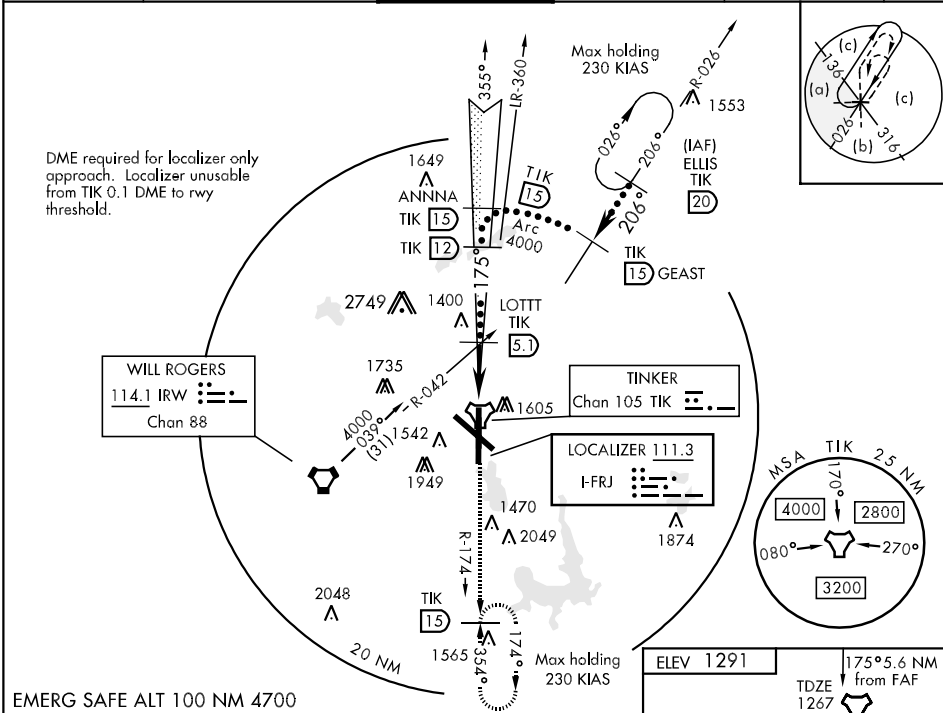 Max holding
230 KIAS
355°
LR-360
R-026
1553
026°
206°
(IAF)
ELLIS
TIK
20
(c)
136
(a)
(c)
026
316
(b)
DME required for localizer only
approach. Localizer unusable
from TIK 0.1 DME to rwy
threshold.
1649
ANNNA
TIK 15
TIK 12
TIK
15
Arc
4000
206°
TIK
15 GEAST
175°
2749
1400
LOTTT
TIK
5.1
WILL ROGERS
114.1 IRW
Chan 88
1735
R-042
4000
039°
(31)
1542
1949
1605
TINKER
Chan 105 TIK
LOCALIZER 111.3
I-FRJ
1470
2049
1874
R-174
MSA TIK 25 NM
170°
4000
2800
080°
270°
3200
2048
TIK
15
1565
354°
174°
20 NM
Max holding
230 KIAS
EMERG SAFE ALT 100 NM 4700
ELEV 1291
175° 5.6 NM
from FAF
TDZE
1267